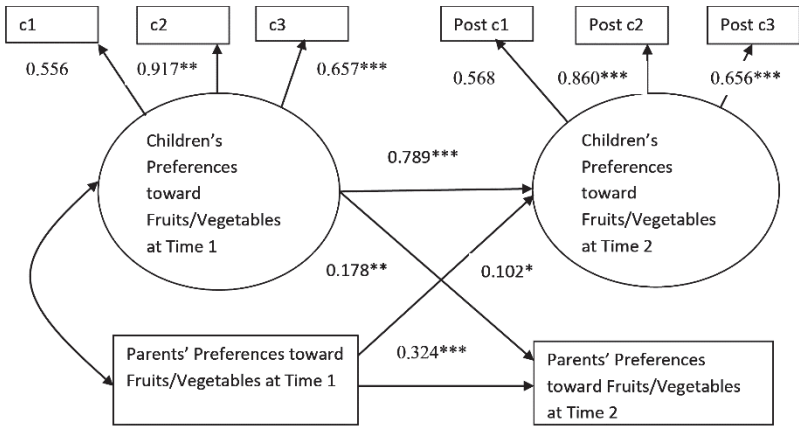 c1
c2
c3
Post c1
Post c2
Post c3
0.556
0.917**
0.657***
0.568
0.860***
0.656***
Children's
Preferences
toward
Fruits/Vegetables
at Time 1
0.789***
Children's
Preferences
toward
Fruits/Vegetables
at Time 2
0.178**
0.102*
Parents' Preferences toward
Fruits/Vegetables at Time 1
0.324***
Parents' Preferences
toward Fruits/Vegetables
at Time 2